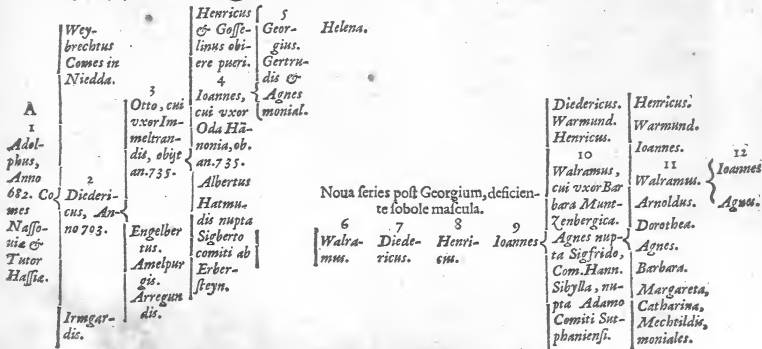 A
1
Adol-
phus,
Anno
682. Co
mes
Nasso-
uiæ &
Tutor
Hassiæ.
Wey-
brechtus
Comes in
Niedda.
2
Diederi-
cus, An-
no 703.
Irmgar-
dis.
3
Otto, cui
vxor Im-
meltran-
dis, obijt
an.735.
Engelber
tus.
Amelpur
gis.
Arregun
dis.
Henricus
& Gosse-
linus obi-
ere pueri.
4
Ioannes,
cui vxor
Oda Hã-
nonia, ob.
an.735.
Albertus
Hatmu-
dis nupta
Sigberto
comiti ab
Erber-
steyn.
5
Geor-
gius.
Gertru-
dis &
Agnes
monial.
Helena.
Noua series post Georgium, deficien-
te sobole mascula.
6
Walra-
mus.
7
Diede-
ricus.
8
Henri-
cus.
9
Ioannes
Diedericus.
Warmund.
Henricus.
10
Walramus,
cui vxor Bar
bara Munt-
Zenbergica.
Agnes nup-
ta Sigfrido,
Com. Hann.
Sibylla, nu-
pta Adamo
Comiti Sut-
phaniensi.
Henricus.
Warmund.
Ioannes.
11
Walramus.
Arnoldus.
Dorothea.
Agnes.
Barbara.
Margareta,
Catharina,
Mechtildis,
moniales.
12
Ioannes
Agnes.